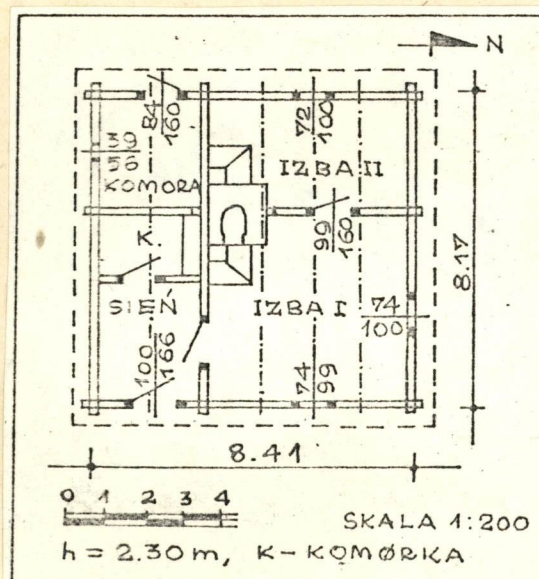 N
84
160
72
100
39
56
IZBA II
KOMORA
K.
99
160
8.17
SIEŃ
IZBA I
74
100
100
166
74
99
8.41
0 1 2 3 4
SKALA 1:200
h = 2.30 m, K - KOMØRKA